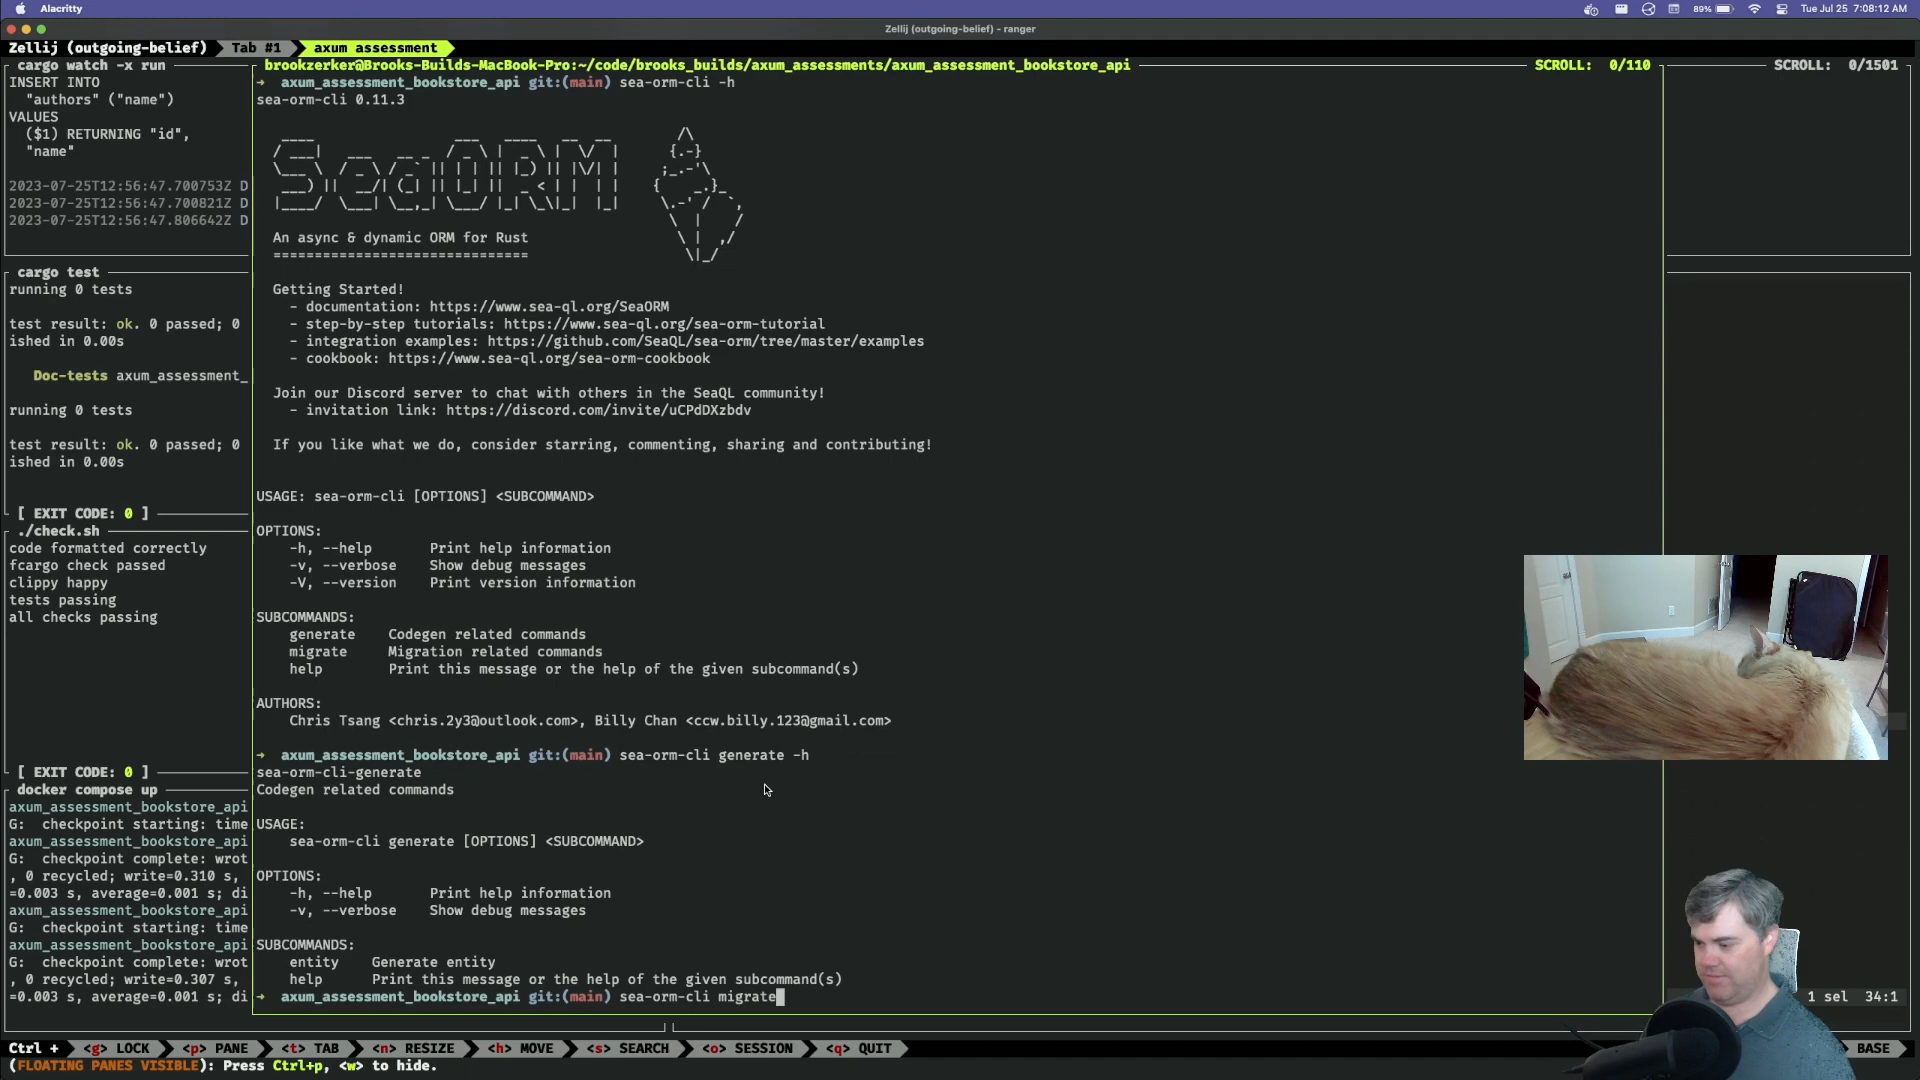 Alacritty
89%
Tue Jul 25 7:08:12 AM
Zellij (outgoing-belief) - ranger
Zellij (outgoing-belief) Tab #1 axum assessment
cargo watch -x run
INSERT INTO
"authors" ("name")
VALUES
($1) RETURNING "id",
"name"
2023-07-25T12:56:47.700753Z D
2023-07-25T12:56:47.700821Z D
2023-07-25T12:56:47.806642Z D
cargo test
running 0 tests
test result: ok. 0 passed; 0
ished in 0.00s
Doc-tests axum_assessment_
running 0 tests
test result: ok. 0 passed; 0
ished in 0.00s
[ EXIT CODE: 0 ]
./check.sh
code formatted correctly
fcargo check passed
clippy happy
tests passing
all checks passing
[ EXIT CODE: 0 ]
docker compose up
axum_assessment_bookstore_api
G:  checkpoint starting: time
axum_assessment_bookstore_api
G:  checkpoint complete: wrot
, 0 recycled; write=0.310 s,
=0.003 s, average=0.001 s; di
axum_assessment_bookstore_api
G:  checkpoint starting: time
axum_assessment_bookstore_api
G:  checkpoint complete: wrot
, 0 recycled; write=0.307 s,
=0.003 s, average=0.001 s; di
brookzerker@Brooks-Builds-MacBook-Pro:~/code/brooks_builds/axum_assessments/axum_assessment_bookstore_api SCROLL: 0/110
SCROLL: 0/1501
→ axum_assessment_bookstore_api git:(main) sea-orm-cli -h
sea-orm-cli 0.11.3
SeaORM
An async & dynamic ORM for Rust
===============================
Getting Started!
- documentation: https://www.sea-ql.org/SeaORM
- step-by-step tutorials: https://www.sea-ql.org/sea-orm-tutorial
- integration examples: https://github.com/SeaQL/sea-orm/tree/master/examples
- cookbook: https://www.sea-ql.org/sea-orm-cookbook
Join our Discord server to chat with others in the SeaQL community!
- invitation link: https://discord.com/invite/uCPdDXzbdv
If you like what we do, consider starring, commenting, sharing and contributing!
USAGE: sea-orm-cli [OPTIONS] <SUBCOMMAND>
OPTIONS:
-h, --help Print help information
-v, --verbose Show debug messages
-V, --version Print version information
SUBCOMMANDS:
generate Codegen related commands
migrate Migration related commands
help Print this message or the help of the given subcommand(s)
AUTHORS:
Chris Tsang <chris.2y3@outlook.com>, Billy Chan <ccw.billy.123@gmail.com>
→ axum_assessment_bookstore_api git:(main) sea-orm-cli generate -h
sea-orm-cli-generate
Codegen related commands
USAGE:
sea-orm-cli generate [OPTIONS] <SUBCOMMAND>
OPTIONS:
-h, --help Print help information
-v, --verbose Show debug messages
SUBCOMMANDS:
entity Generate entity
help Print this message or the help of the given subcommand(s)
→ axum_assessment_bookstore_api git:(main) sea-orm-cli migrate
1 sel 34:1
Ctrl + <g> LOCK <p> PANE <t> TAB <n> RESIZE <h> MOVE <s> SEARCH <o> SESSION <q> QUIT BASE
(FLOATING PANES VISIBLE): Press Ctrl+p, <w> to hide.